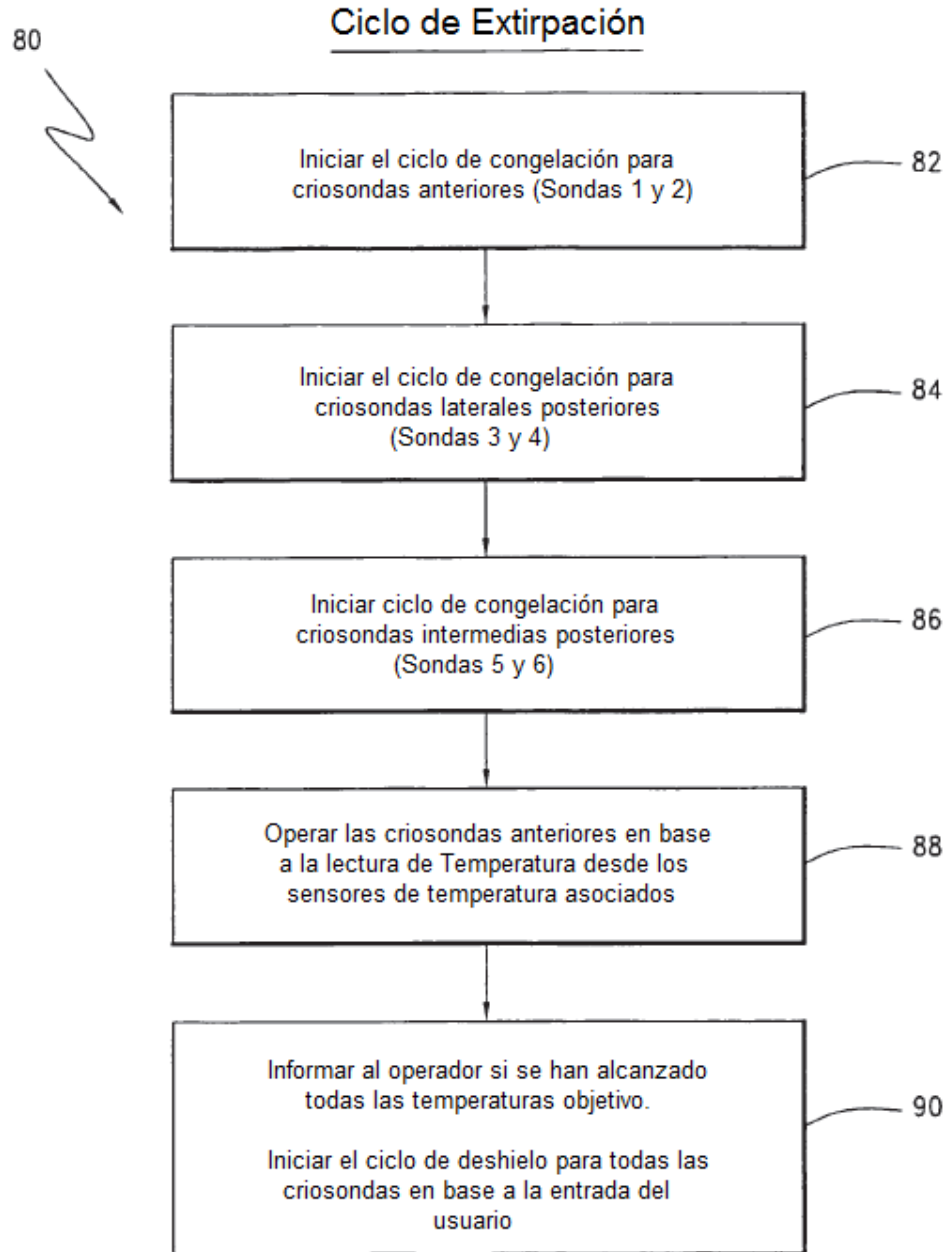 Ciclo de Extirpación
80
Iniciar el ciclo de congelación para
criosondas anteriores (Sondas 1 y 2)
82
Iniciar el ciclo de congelación para
criosondas laterales posteriores
(Sondas 3 y 4)
84
Iniciar ciclo de congelación para
criosondas intermedias posteriores
(Sondas 5 y 6)
86
Operar las criosondas anteriores en base
a la lectura de Temperatura desde los
sensores de temperatura asociados
88
Informar al operador si se han alcanzado
todas las temperaturas objetivo.
Iniciar el ciclo de deshielo para todas las
criosondas en base a la entrada del
usuario
90